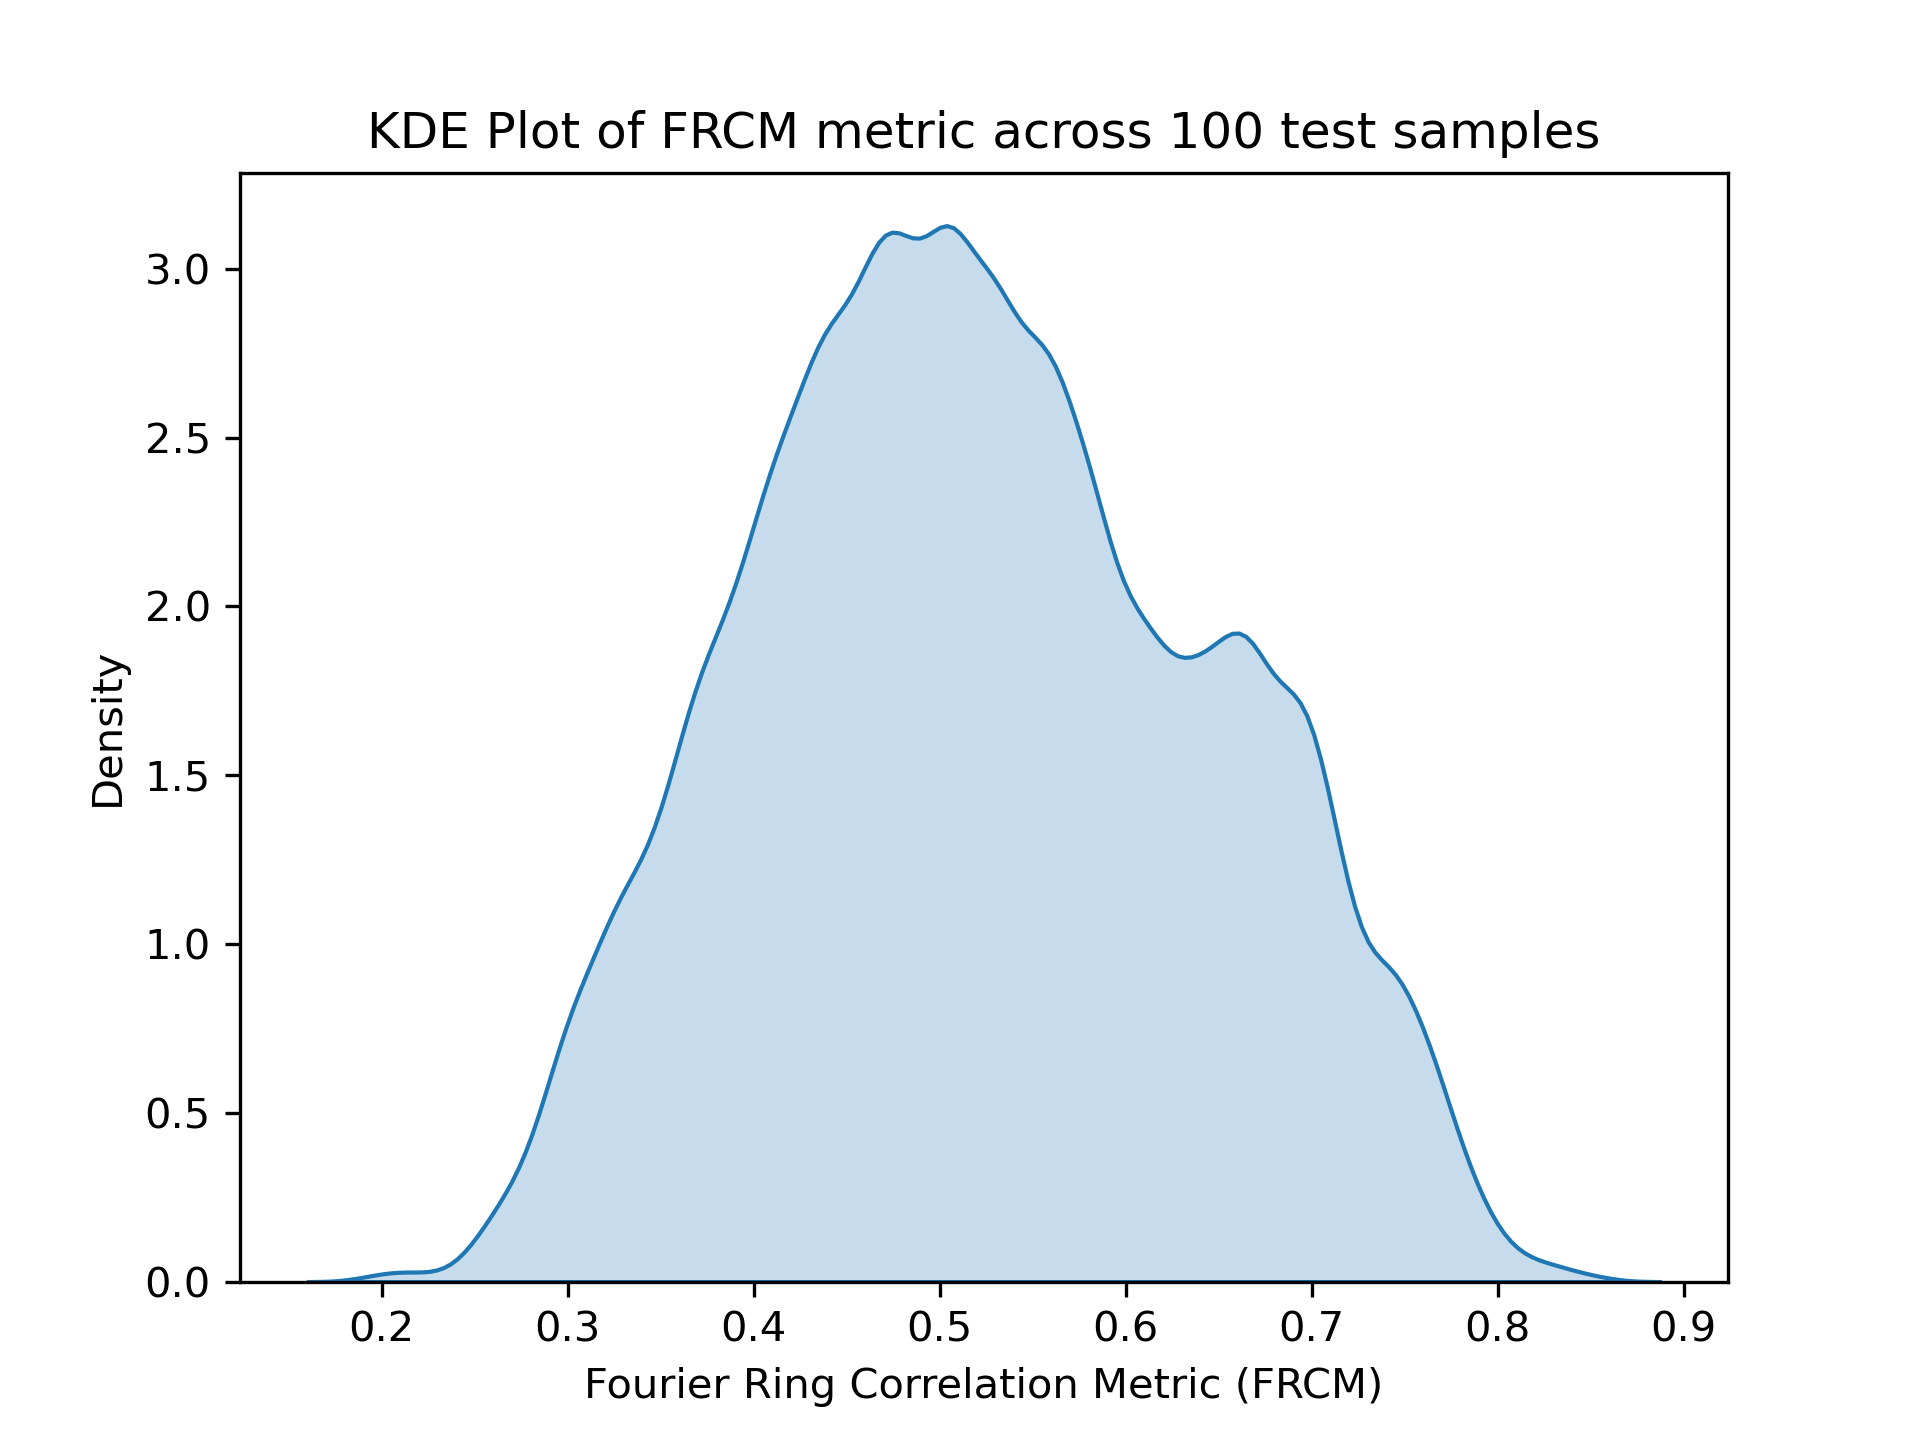 KDE Plot of FRCM metric across 100 test samples
Density
3.0
2.5
2.0
1.5
1.0
0.5
0.0
0.2 0.3 0.4 0.5 0.6 0.7 0.8 0.9
Fourier Ring Correlation Metric (FRCM)